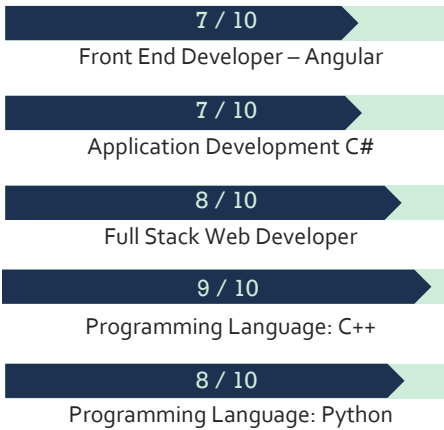 7 / 10
Front End Developer – Angular
7 / 10
Application Development C#
8 / 10
Full Stack Web Developer
9 / 10
Programming Language: C++
8 / 10
Programming Language: Python